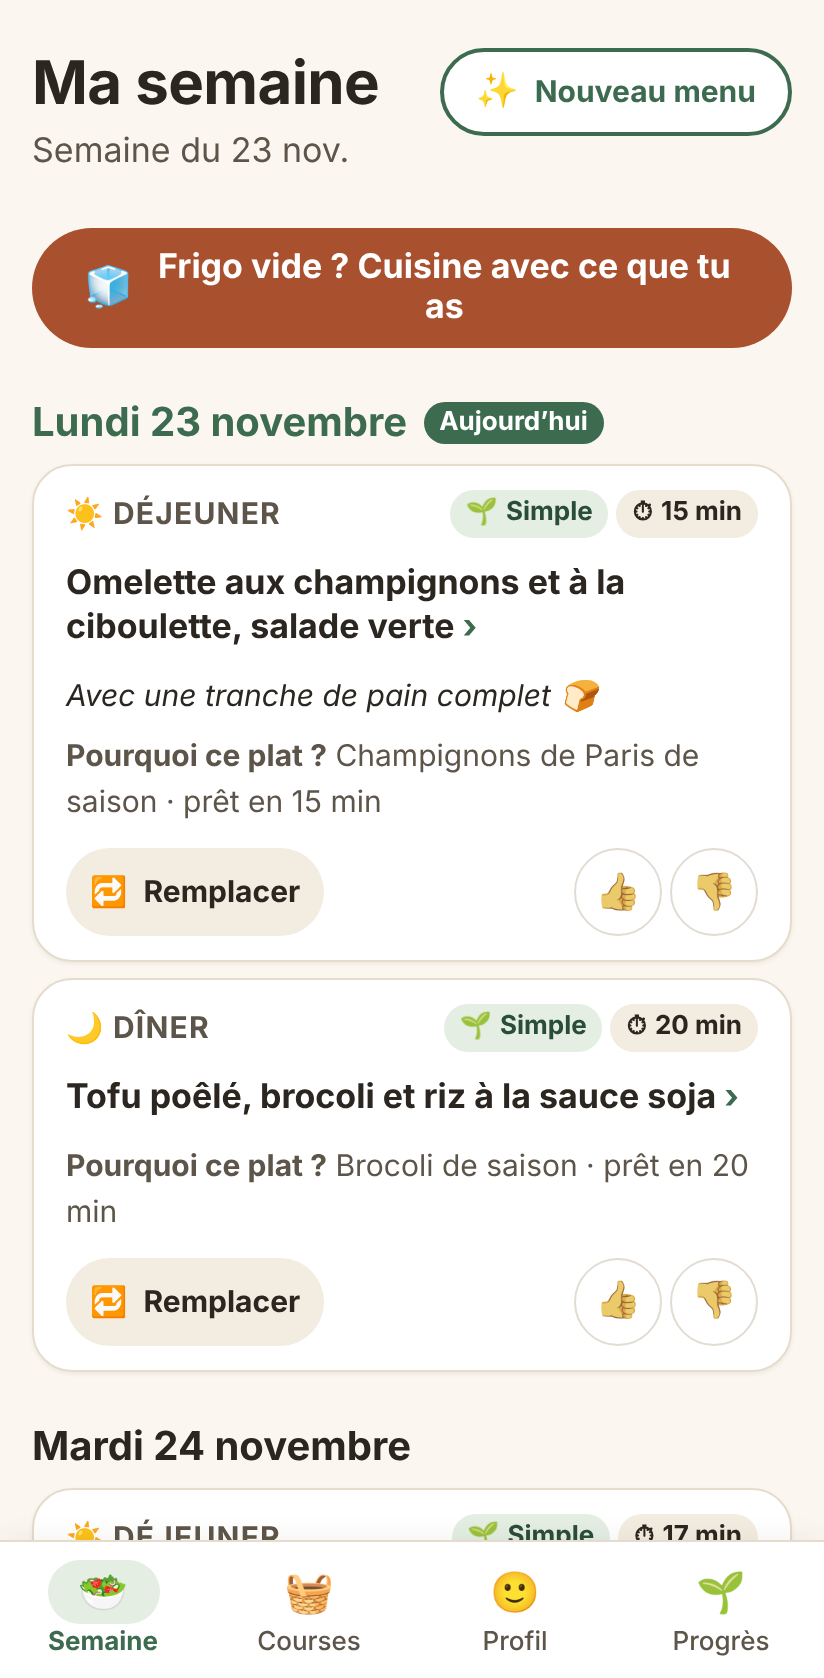 Ma semaine
✨ Nouveau menu
Semaine du 23 nov.
🧊 Frigo vide ? Cuisine avec ce que tu
as
Lundi 23 novembre Aujourd’hui
☀️ DÉJEUNER 🌱 Simple ⏱ 15 min
Omelette aux champignons et à la
ciboulette, salade verte ›
Avec une tranche de pain complet 🍞
Pourquoi ce plat ? Champignons de Paris de
saison · prêt en 15 min
🔁 Remplacer 👍 👎
🌙 DÎNER 🌱 Simple ⏱ 20 min
Tofu poêlé, brocoli et riz à la sauce soja ›
Pourquoi ce plat ? Brocoli de saison · prêt en 20
min
🔁 Remplacer 👍 👎
Mardi 24 novembre
☀️ DÉJEUNER 🌱 Simple ⏱ 17 min
🥗 Semaine
🧺 Courses
🙂 Profil
🌱 Progrès